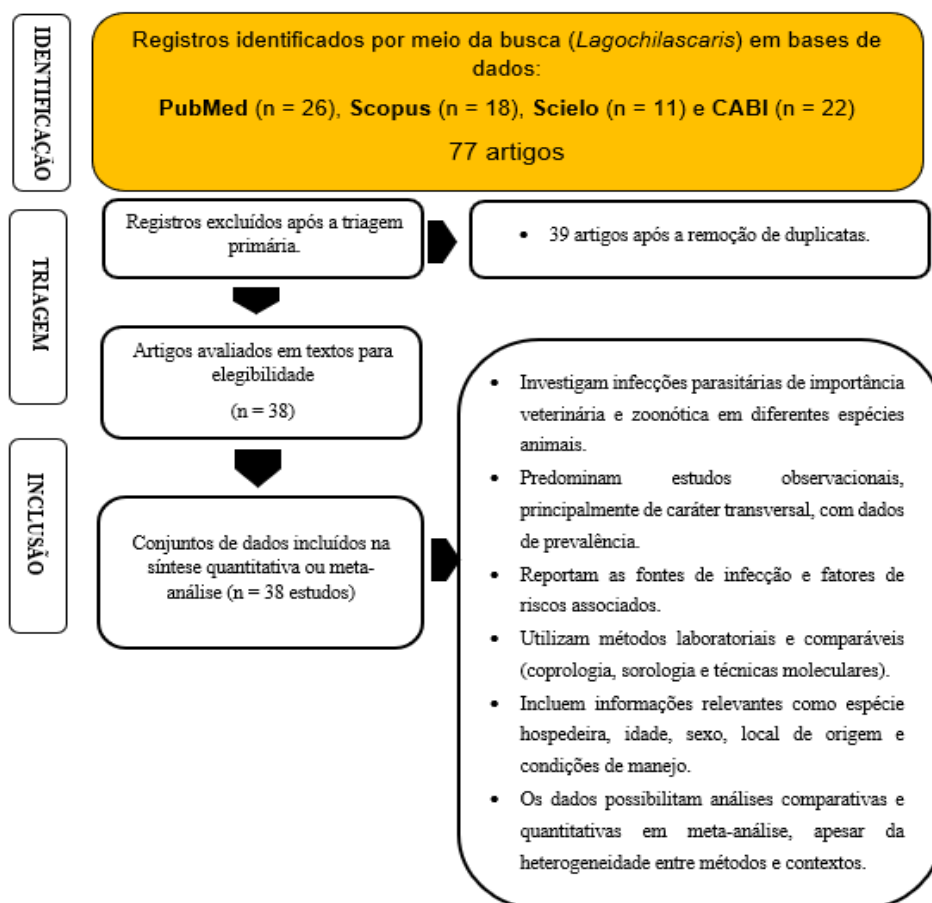 IDENTIFICAÇÃO
Registros identificados por meio da busca (Lagochilascaris) em bases de
dados:
PubMed (n = 26), Scopus (n = 18), Scielo (n = 11) e CABI (n = 22)
77 artigos
TRIAGEM
Registros excluídos após a triagem
primária.
• 39 artigos após a remoção de duplicatas.
Artigos avaliados em textos para
elegibilidade
(n = 38)
INCLUSÃO
Conjuntos de dados incluídos na
síntese quantitativa ou meta-
análise (n = 38 estudos)
• Investigam infecções parasitárias de importância
veterinária e zoonótica em diferentes espécies
animais.
• Predominam estudos observacionais,
principalmente de caráter transversal, com dados
de prevalência.
• Reportam as fontes de infecção e fatores de
riscos associados.
• Utilizam métodos laboratoriais e comparáveis
(coprologia, sorologia e técnicas moleculares).
• Incluem informações relevantes como espécie
hospedeira, idade, sexo, local de origem e
condições de manejo.
• Os dados possibilitam análises comparativas e
quantitativas em meta-análise, apesar da
heterogeneidade entre métodos e contextos.